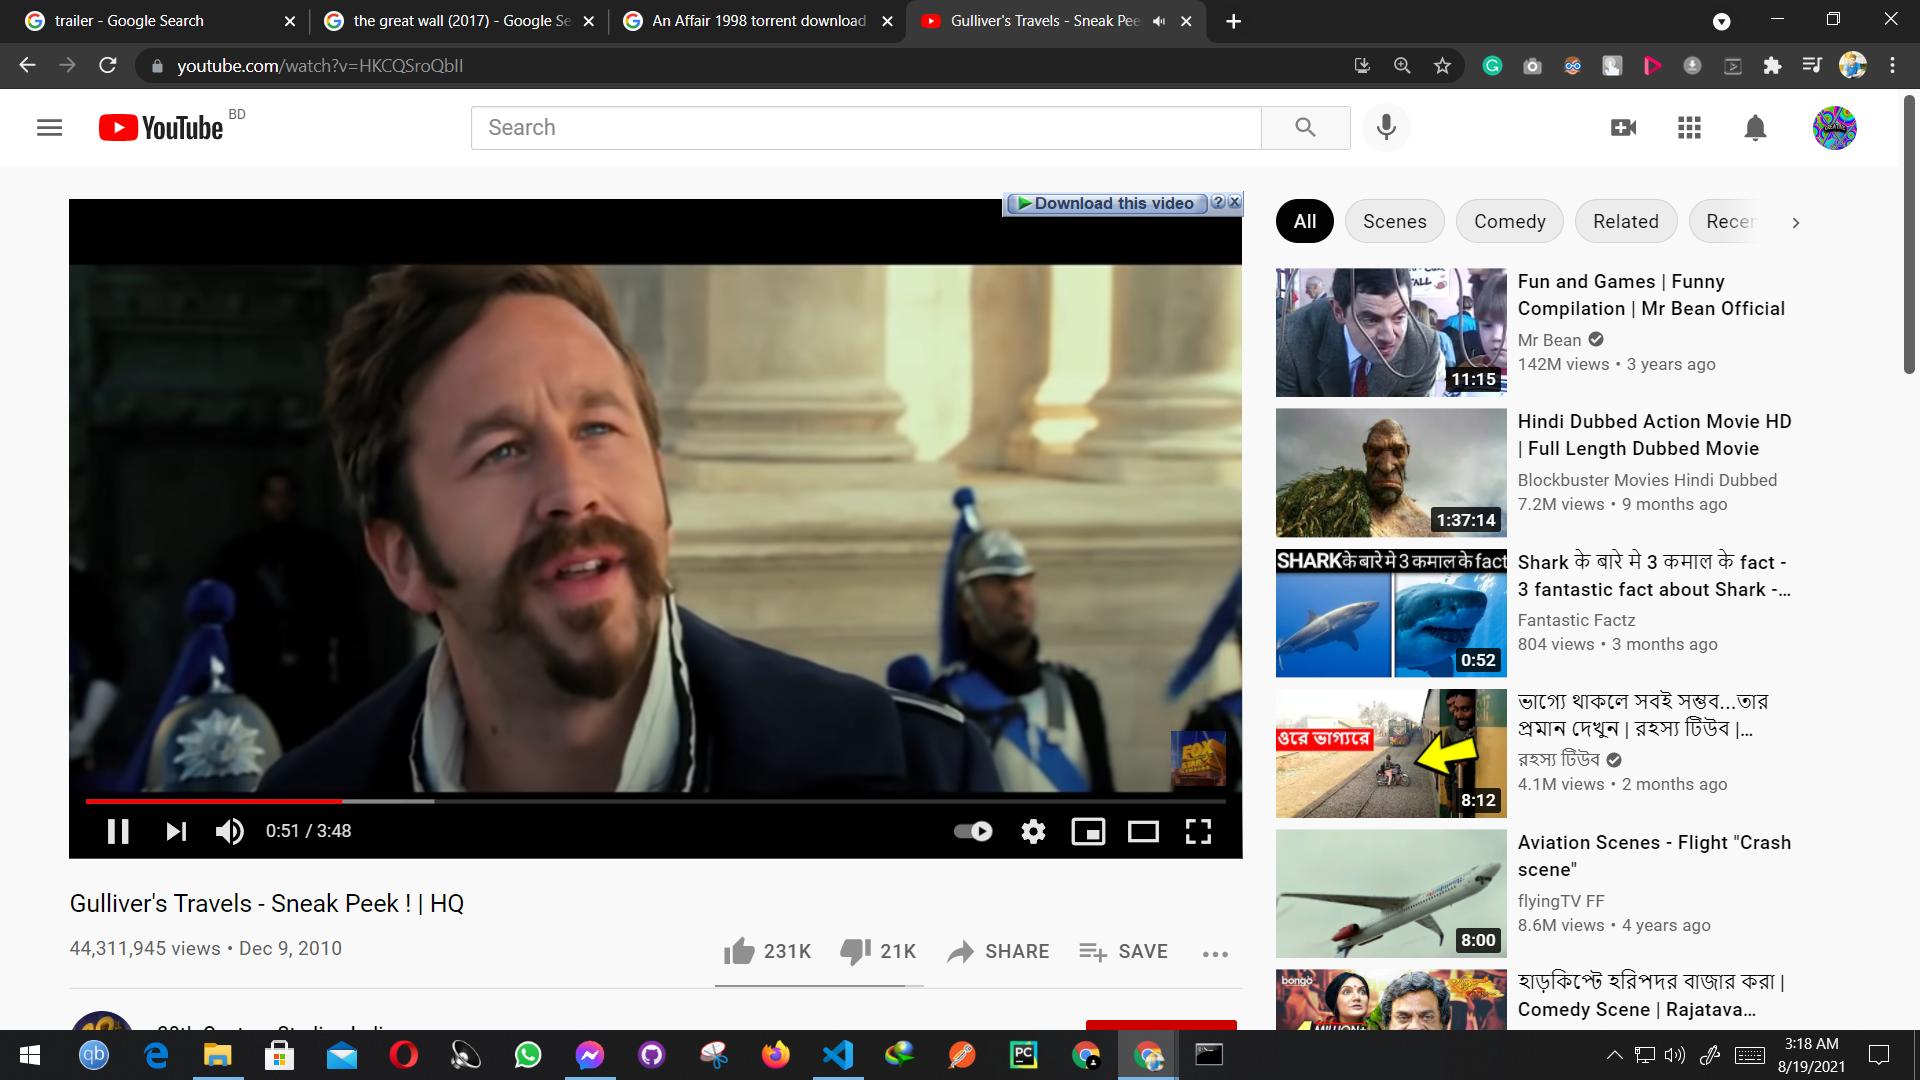 trailer - Google Search
the great wall (2017) - Google Se
An Affair 1998 torrent download
Gulliver's Travels - Sneak Pee
youtube.com/watch?v=HKCQSroQbII
YouTube BD
Search
Download this video
All
Scenes
Comedy
Related
Recen
Fun and Games | Funny
Compilation | Mr Bean Official
Mr Bean
142M views • 3 years ago
11:15
Hindi Dubbed Action Movie HD
| Full Length Dubbed Movie
Blockbuster Movies Hindi Dubbed
7.2M views • 9 months ago
1:37:14
SHARK के बारे मे 3 कमाल के fact
Shark के बारे मे 3 कमाल के fact -
3 fantastic fact about Shark -...
Fantastic Factz
804 views • 3 months ago
0:52
ওরে ভাগ্যরে
ভাগ্যে থাকলে সবই সম্ভব...তার
প্রমান দেখুন | রহস্য টিউব |...
রহস্য টিউব
4.1M views • 2 months ago
8:12
Aviation Scenes - Flight "Crash
scene"
flyingTV FF
8.6M views • 4 years ago
8:00
bongo
হাড়কিপ্টে হরিপদর বাজার করা |
Comedy Scene | Rajatava...
FOX
STAR
0:51 / 3:48
Gulliver's Travels - Sneak Peek ! | HQ
44,311,945 views • Dec 9, 2010
231K
21K
SHARE
SAVE
qb
PC
3:18 AM
8/19/2021